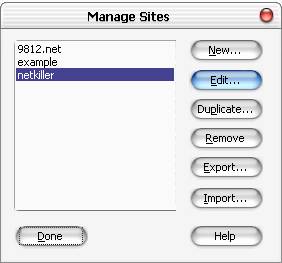 Manage Sites
9812.net
example
netkiller
New...
Edit...
Duplicate...
Remove
Export...
Import...
Done
Help